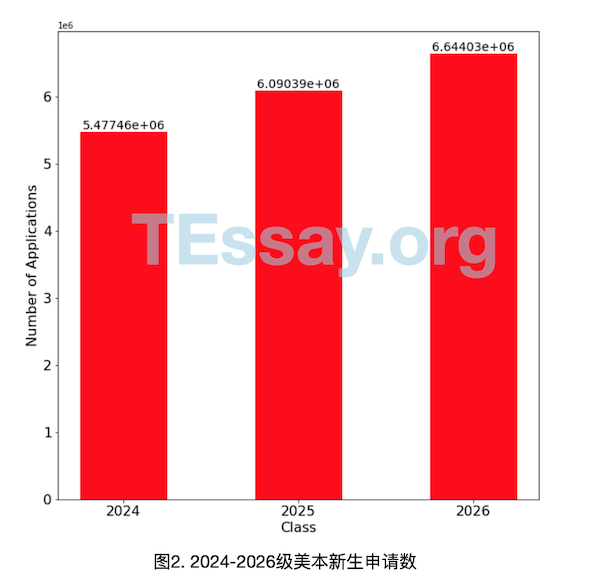 1e6
6.64403e+06
6.09039e+06
5.47746e+06
6
5
4
3
2
1
0
Number of Applications
TEssay.org
2024 2025 2026
Class
图2. 2024-2026级美本新生申请数